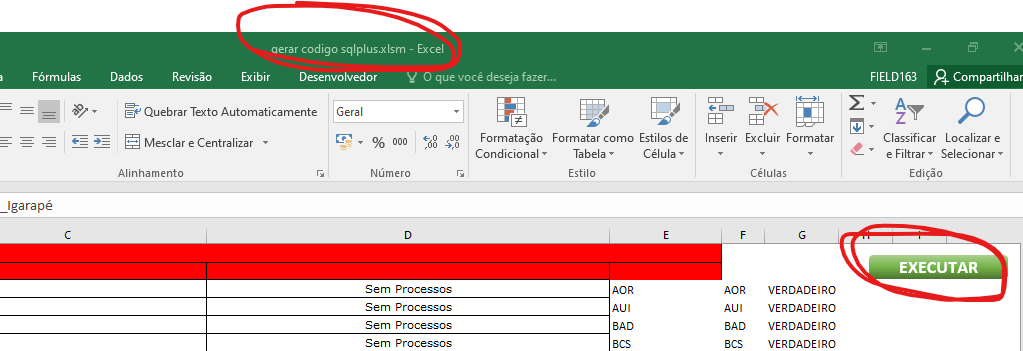 gerar codigo sqlplus.xlsm - Excel
a Fórmulas Dados Revisão Exibir Desenvolvedor O que você deseja fazer... FIELD163 Compartilhar
Quebrar Texto Automaticamente
Mesclar e Centralizar
Geral
% 000 ,00
Formatação Condicional
Formatar como Tabela
Estilos de Célula
Inserir Excluir Formatar
Classificar e Filtrar
Localizar e Selecionar
Alinhamento Número Estilo Células Edição
_Igarapé
C D E F G H I
EXECUTAR
Sem Processos AOR AOR VERDADEIRO
Sem Processos AUI AUI VERDADEIRO
Sem Processos BAD BAD VERDADEIRO
Sem Processos BCS BCS VERDADEIRO